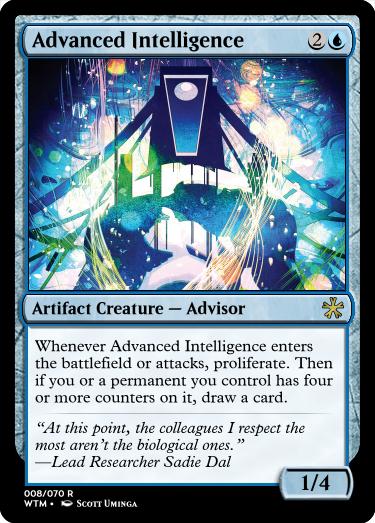 Advanced Intelligence 2
Artifact Creature — Advisor
Whenever Advanced Intelligence enters
the battlefield or attacks, proliferate. Then
if you or a permanent you control has four
or more counters on it, draw a card.
“At this point, the colleagues I respect the
most aren’t the biological ones.”
—Lead Researcher Sadie Dal
1/4
008/070 R
WTM • Scott Uminga